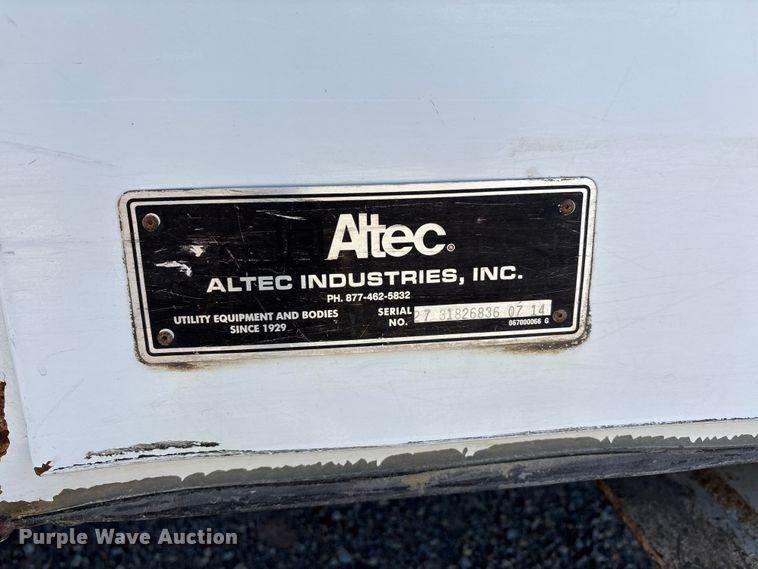 Altec®
ALTEC INDUSTRIES, INC.
PH. 877-462-5832
UTILITY EQUIPMENT AND BODIES
SINCE 1929
SERIAL
NO. 27 31826836 07 14
067000066 G
Purple Wave Auction